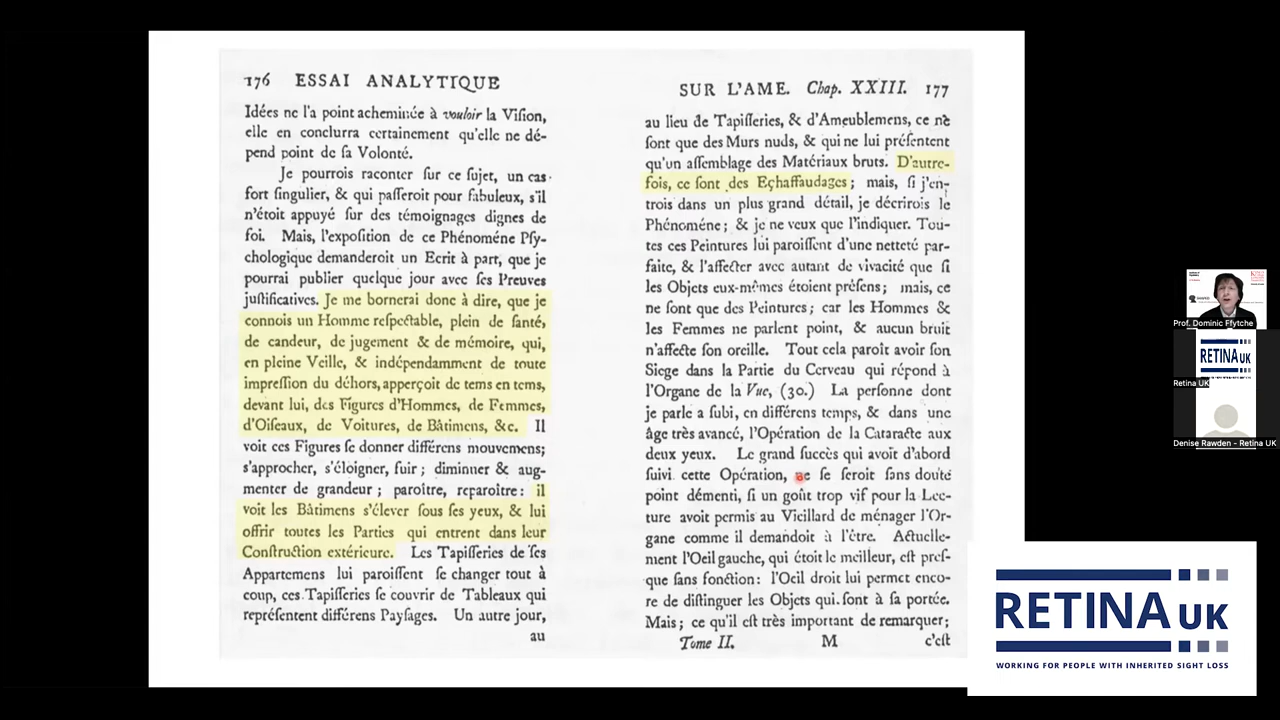 176 ESSAI ANALYTIQUE
Idées ne l'a point acheminée à vouloir la Vision,
elle en conclurra certainement qu'elle ne dé-
pend point de ſa Volonté.
Je pourrois raconter ſur ce ſujet, un cas
fort ſingulier, & qui paſſeroit pour fabuleux, s'il
n'étoit appuyé ſur des témoignages dignes de
foi. Mais, l'expoſition de ce Phénoméne Pſy-
chologique demanderoit un Ecrit à part, que je
pourrai publier quelque jour avec ſes Preuves
juſtificatives. Je me bornerai donc à dire, que je
connois un Homme reſpectable, plein de ſanté,
de candeur, de jugement & de mémoire, qui,
en pleine Veille, & indépendamment de toute
impreſſion du déhors, apperçoit de tems en tems,
devant lui, des Figures d'Hommes, de Femmes,
d'Oiſeaux, de Voitures, de Bâtimens, &c. Il
voit ces Figures ſe donner différens mouvemens;
s'approcher, s'éloigner, fuir; diminuer & aug-
menter de grandeur; paroître, reparoître: il
voit les Bâtimens s'élever ſous ſes yeux, & lui
offrir toutes les Parties qui entrent dans leur
Conſtruction extérieure. Les Tapiſſeries de ſes
Appartemens lui paroiſſent ſe changer tout à
coup, ces Tapiſſeries ſe couvrir de Tableaux qui
représentent différens Payſages. Un autre jour,
au
SUR L'AME. Chap. XXIII. 177
au lieu de Tapiſſeries, & d'Ameublemens, ce ne
ſont que des Murs nuds, & qui ne lui préſentent
qu'un aſſemblage des Matériaux bruts. D'autre-
fois, ce ſont des Echaffaudages; mais, ſi j'en-
trois dans un plus grand détail, je décrirois le
Phénoméne; & je ne veux que l'indiquer. Tou-
tes ces Peintures lui paroiſſent d'une netteté par-
faite, & l'affecter avec autant de vivacité que ſi
les Objets eux-mêmes étoient préſens; mais, ce
ne ſont que des Peintures; car les Hommes &
les Femmes ne parlent point, & aucun bruit
n'affecte ſon oreille. Tout cela paroît avoir ſon
Siege dans la Partie du Cerveau qui répond à
l'Organe de la Vue, (30.) La perſonne dont
je parle a ſubi, en différens temps, & dans une
âge très avancé, l'Opération de la Cataracte aux
deux yeux. Le grand ſuccès qui avoit d'abord
ſuivi cette Opération, ne ſe ſeroit ſans doute
point démenti, ſi un goût trop vif pour la Lec-
ture avoit permis au Vieillard de ménager l'Or-
gane comme il demandoit à l'être. Actuelle-
ment l'Oeil gauche, qui étoit le meilleur, eſt preſ-
que ſans fonction: l'Oeil droit lui permet enco-
re de diſtinguer les Objets qui ſont à ſa portée.
Mais; ce qu'il eſt très important de remarquer;
Tome II. M c'eſt
Prof. Dominic Ffytche
RETINA UK
Retina UK
Denise Rawden - Retina UK
RETINA UK
WORKING FOR PEOPLE WITH INHERITED SIGHT LOSS